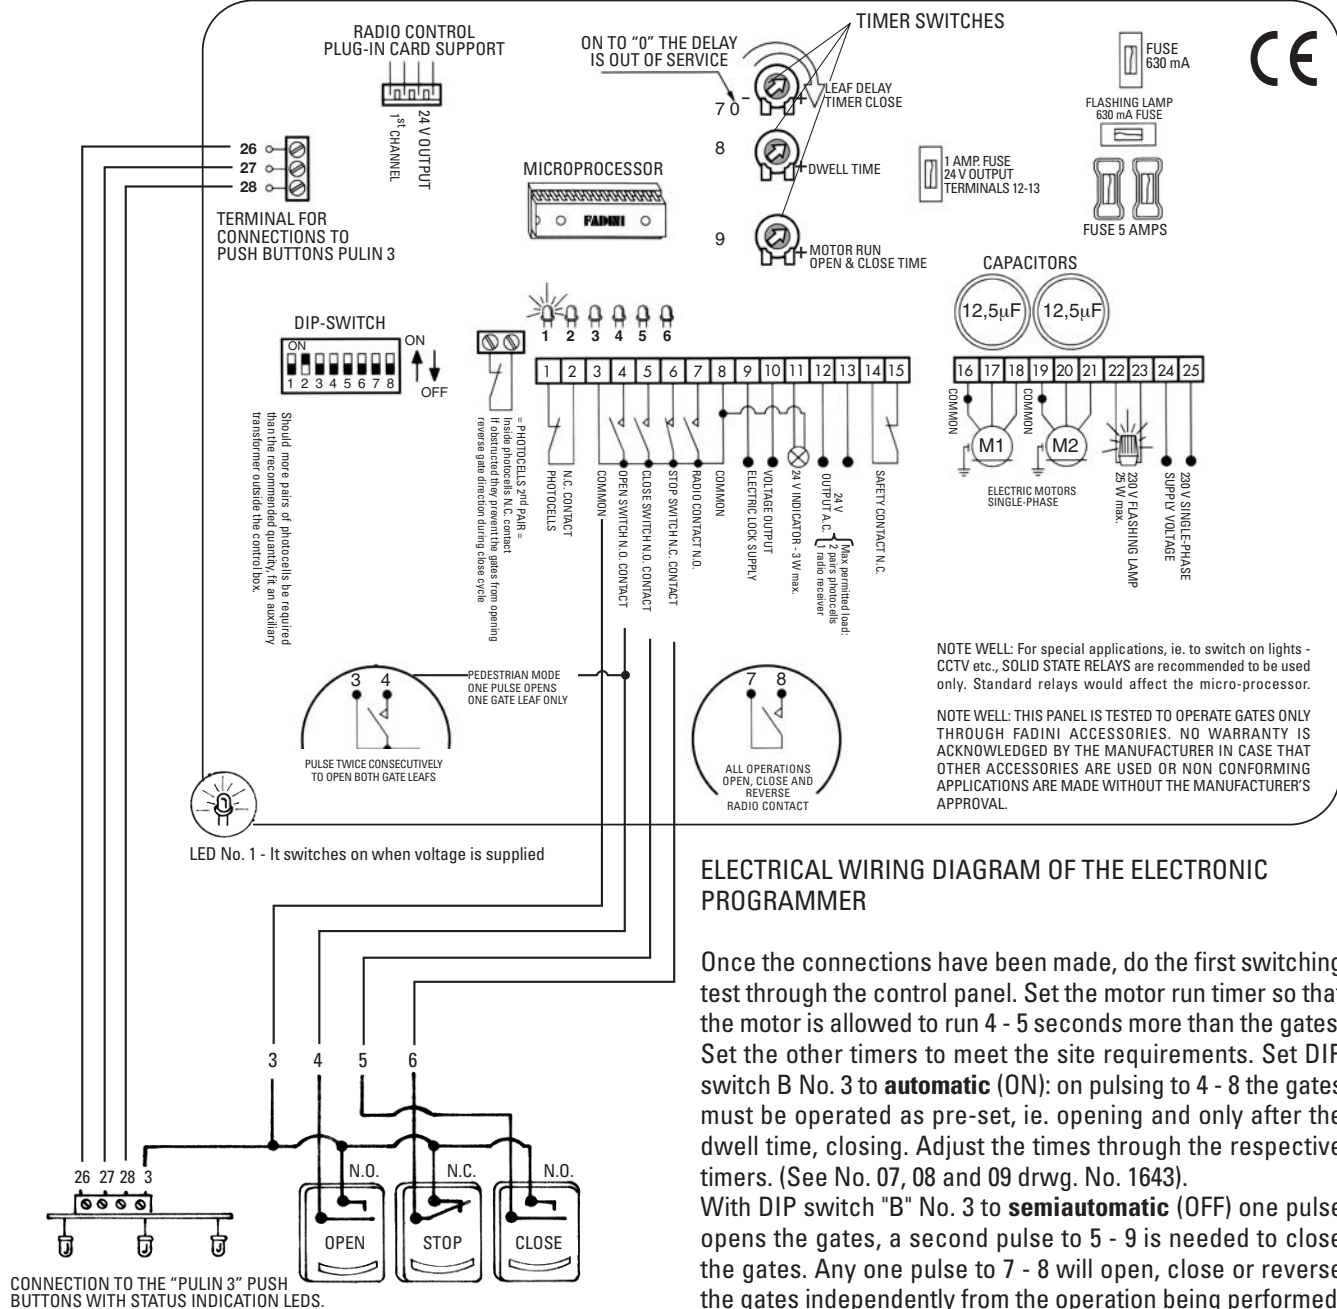 RADIO CONTROL
PLUG-IN CARD SUPPORT
1st CHANNEL
24 V OUTPUT
ON TO “0” THE DELAY
IS OUT OF SERVICE
TIMER SWITCHES
7 0 - +
LEAF DELAY
TIMER CLOSE
8
+ DWELL TIME
9
+ MOTOR RUN
OPEN & CLOSE TIME
FUSE
630 mA
CE
FLASHING LAMP
630 mA FUSE
1 AMP. FUSE
24 V OUTPUT
TERMINALS 12-13
FUSE 5 AMPS
26
27
28
TERMINAL FOR
CONNECTIONS TO
PUSH BUTTONS PULIN 3
MICROPROCESSOR
FADINI
CAPACITORS
12,5µF 12,5µF
DIP-SWITCH
ON
1 2 3 4 5 6 7 8
ON
OFF
1 2 3 4 5 6
1 2 3 4 5 6 7 8 9 10 11 12 13 14 15
16 17 18 19 20 21 22 23 24 25
Should more pairs of photocells be required
than the recommended quantity, fit an auxiliary
transformer outside the control box.
= PHOTOCELLS 2nd PAIR =
Inside photocells N.C. contact
If obstructed they prevent the gates from opening
reverse gate direction during close cycle
N.C. CONTACT
PHOTOCELLS
COMMON
OPEN SWITCH N.O. CONTACT
CLOSE SWITCH N.O. CONTACT
STOP SWITCH N.C. CONTACT
RADIO CONTACT N.O.
COMMON
ELECTRIC LOCK SUPPLY
VOLTAGE OUTPUT
24 V INDICATOR - 3 W max.
24 V
OUTPUT A.C.
Max permitted load:
2 pairs photocells
1 radio receiver
SAFETY CONTACT N.C.
COMMON
M1
COMMON
M2
ELECTRIC MOTORS
SINGLE-PHASE
230 V FLASHING LAMP
25 W max.
230 V SINGLE-PHASE
SUPPLY VOLTAGE
3 4
PEDESTRIAN MODE
ONE PULSE OPENS
ONE GATE LEAF ONLY
PULSE TWICE CONSECUTIVELY
TO OPEN BOTH GATE LEAFS
7 8
ALL OPERATIONS
OPEN, CLOSE AND
REVERSE
RADIO CONTACT
NOTE WELL: For special applications, ie. to switch on lights -
CCTV etc., SOLID STATE RELAYS are recommended to be used
only. Standard relays would affect the micro-processor.
NOTE WELL: THIS PANEL IS TESTED TO OPERATE GATES ONLY
THROUGH FADINI ACCESSORIES. NO WARRANTY IS
ACKNOWLEDGED BY THE MANUFACTURER IN CASE THAT
OTHER ACCESSORIES ARE USED OR NON CONFORMING
APPLICATIONS ARE MADE WITHOUT THE MANUFACTURER'S
APPROVAL.
LED No. 1 - It switches on when voltage is supplied
3 4 5 6
26 27 28 3
N.O. N.C. N.O.
OPEN STOP CLOSE
CONNECTION TO THE “PULIN 3” PUSH
BUTTONS WITH STATUS INDICATION LEDS.
ELECTRICAL WIRING DIAGRAM OF THE ELECTRONIC
PROGRAMMER
Once the connections have been made, do the first switching
test through the control panel. Set the motor run timer so that
the motor is allowed to run 4 - 5 seconds more than the gates
Set the other timers to meet the site requirements. Set DIP
switch B No. 3 to automatic (ON): on pulsing to 4 - 8 the gates
must be operated as pre-set, ie. opening and only after the
dwell time, closing. Adjust the times through the respective
timers. (See No. 07, 08 and 09 drwg. No. 1643).
With DIP switch "B" No. 3 to semiautomatic (OFF) one pulse
opens the gates, a second pulse to 5 - 9 is needed to close
the gates. Any one pulse to 7 - 8 will open, close or reverse
the gates independently from the operation being performed